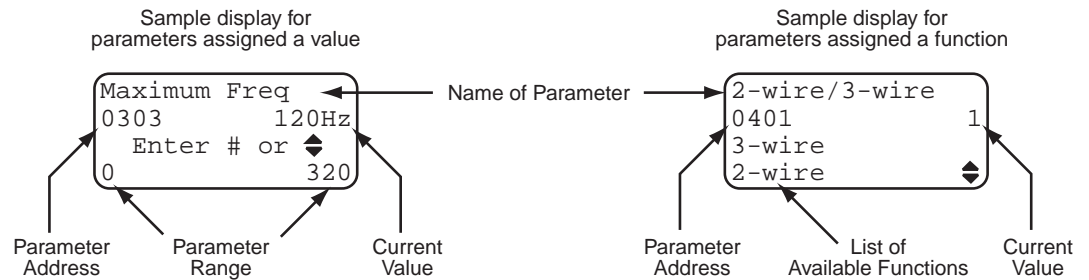 Sample display for
parameters assigned a value
Maximum Freq
0303 120Hz
Enter # or
0 320
Parameter
Address
Parameter
Range
Current
Value
Name of Parameter
Sample display for
parameters assigned a function
2-wire/3-wire
0401 1
3-wire
2-wire
Parameter
Address
List of
Available Functions
Current
Value